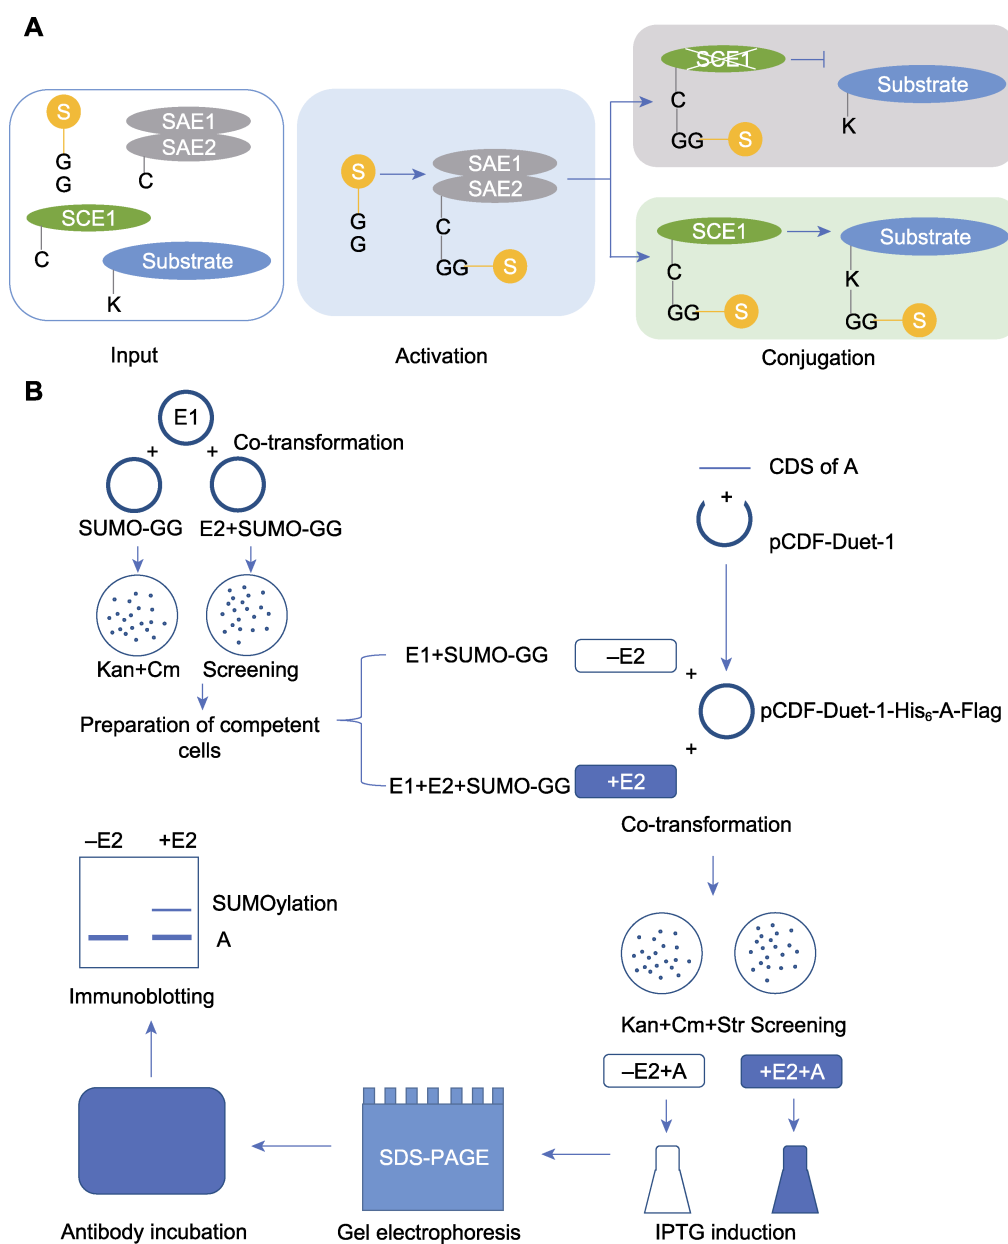 A
S
G
G
SAE1
SAE2
C
SCE1
C
Substrate
K
Input
S
G
G
SAE1
SAE2
C
GG
S
Activation
SCE1
C
GG
S
Substrate
K
SCE1
C
GG
S
Substrate
K
GG
S
Conjugation
B
E1
+ +
Co-transformation
SUMO-GG
E2+SUMO-GG
Kan+Cm Screening
Preparation of competent
cells
CDS of A
+
pCDF-Duet-1
E1+SUMO-GG
–E2
+
pCDF-Duet-1-His₆-A-Flag
+
E1+E2+SUMO-GG
+E2
Co-transformation
Kan+Cm+Str Screening
–E2+A
+E2+A
IPTG induction
SDS-PAGE
Gel electrophoresis
Antibody incubation
–E2 +E2
SUMOylation
A
Immunoblotting